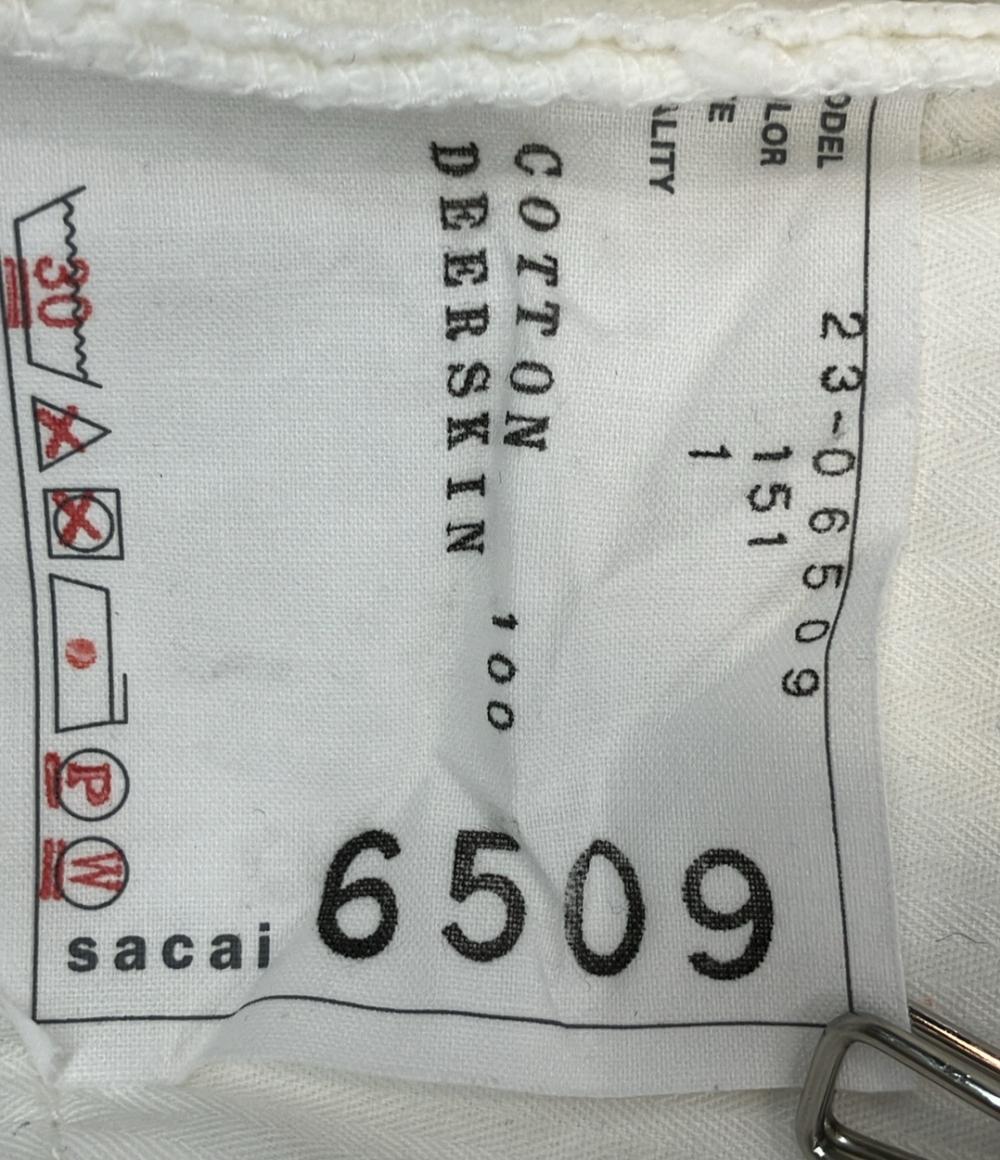 ODEL 23-06509
LOR 151
E 1
ALITY
COTTON 100
DEERSKIN
30
P
W
sacai 6509